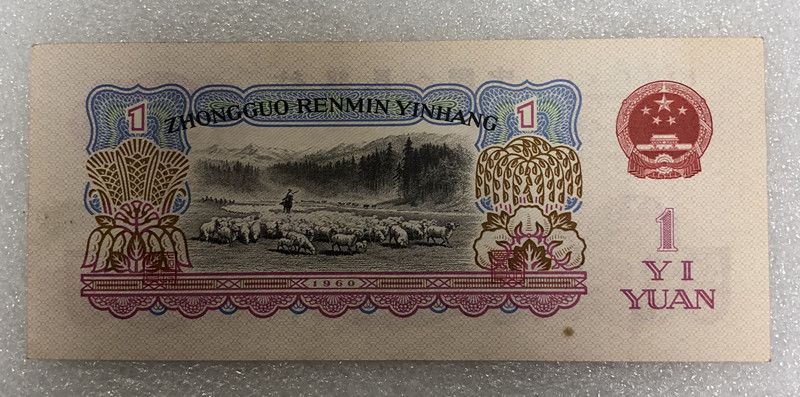 1 1
ZHONGGUO RENMIN YINHANG
1960
1
YI
YUAN